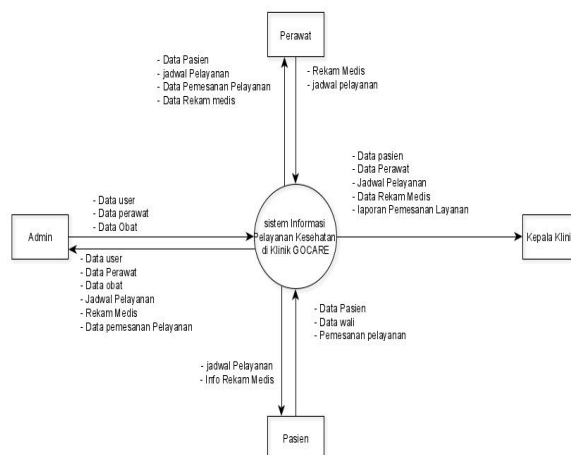 Perawat
- Data Pasien
- jadwal Pelayanan
- Data Pemesanan Pelayanan
- Data Rekam medis
- Rekam Medis
- jadwal pelayanan
- Data pasien
- Data Perawat
- Jadwal Pelayanan
- Data Rekam Medis
- laporan Pemesanan Layanan
- Data user
- Data perawat
- Data Obat
Admin
sistem Informasi
Pelayanan Kesehatan
di Klinik GOCARE
Kepala Klinik
- Data user
- Data Perawat
- Data obat
- Jadwal Pelayanan
- Rekam Medis
- Data pemesanan Pelayanan
- Data Pasien
- Data wali
- Pemesanan pelayanan
- jadwal Pelayanan
- Info Rekam Medis
Pasien